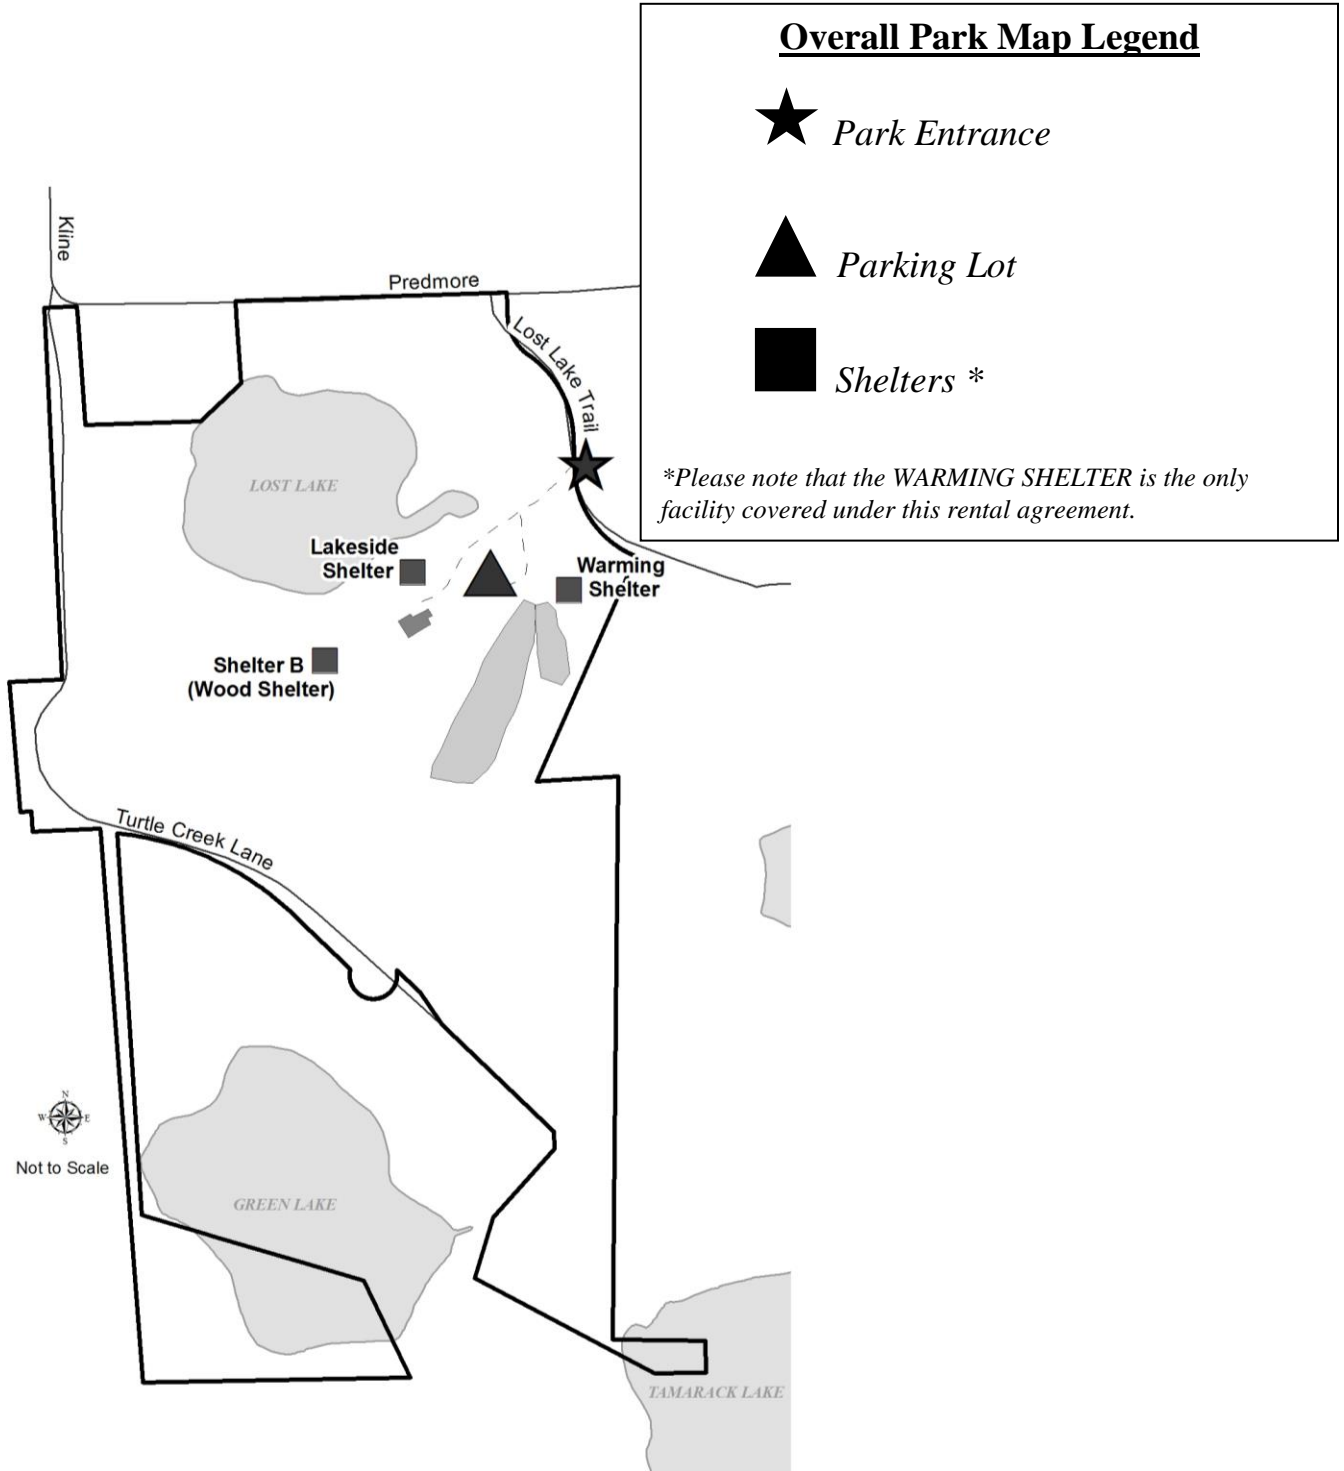 Overall Park Map Legend
Park Entrance
Parking Lot
Shelters *
*Please note that the WARMING SHELTER is the only
facility covered under this rental agreement.
Kline
Predmore
Lost Lake Trail
LOST LAKE
Lakeside
Shelter
Warming
Shelter
Shelter B
(Wood Shelter)
Turtle Creek Lane
N
W E
S
Not to Scale
GREEN LAKE
TAMARACK LAKE